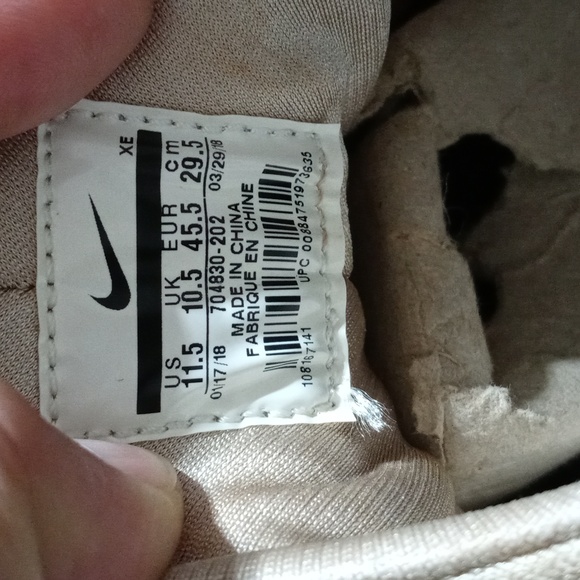 XE
US UK EUR cm
11.5 10.5 45.5 29.5
01/17/18 704830-202 03/29/18
MADE IN CHINA
FABRIQUE EN CHINE
UPC 00884751973635
1081671141